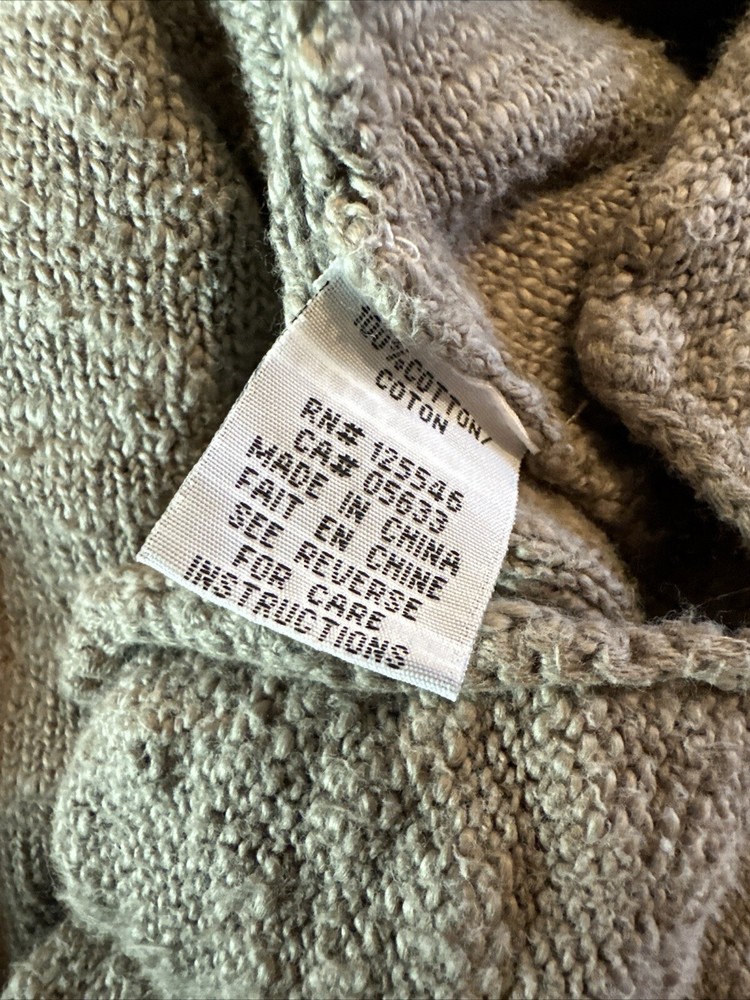 100%COTTON/
COTON
RN# 125546
CA# 05633
MADE IN CHINA
FAIT EN CHINE
SEE REVERSE
FOR CARE
INSTRUCTIONS